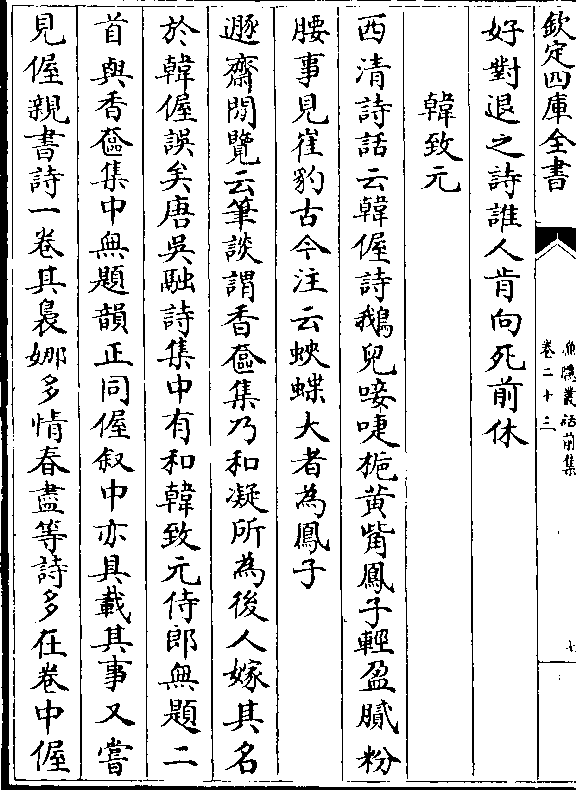 欽定四庫全書
漁隱叢話前集
卷二十三
七
好對退之詩誰人肯向死前休
韓致元
西清詩話云韓偓詩鵝兒唼啑梔黃觜鳳子輕盈膩粉
腰事見崔豹古今注云蛺蝶大者為鳳子
遯齋閑覽云筆談謂香奩集乃和凝所為後人嫁其名
於韓偓誤矣唐吳融詩集中有和韓致元侍郎無題二
首與香奩集中無題韻正同偓叙中亦具載其事又嘗
見偓親書詩一卷其裊娜多情春盡等詩多在卷中偓